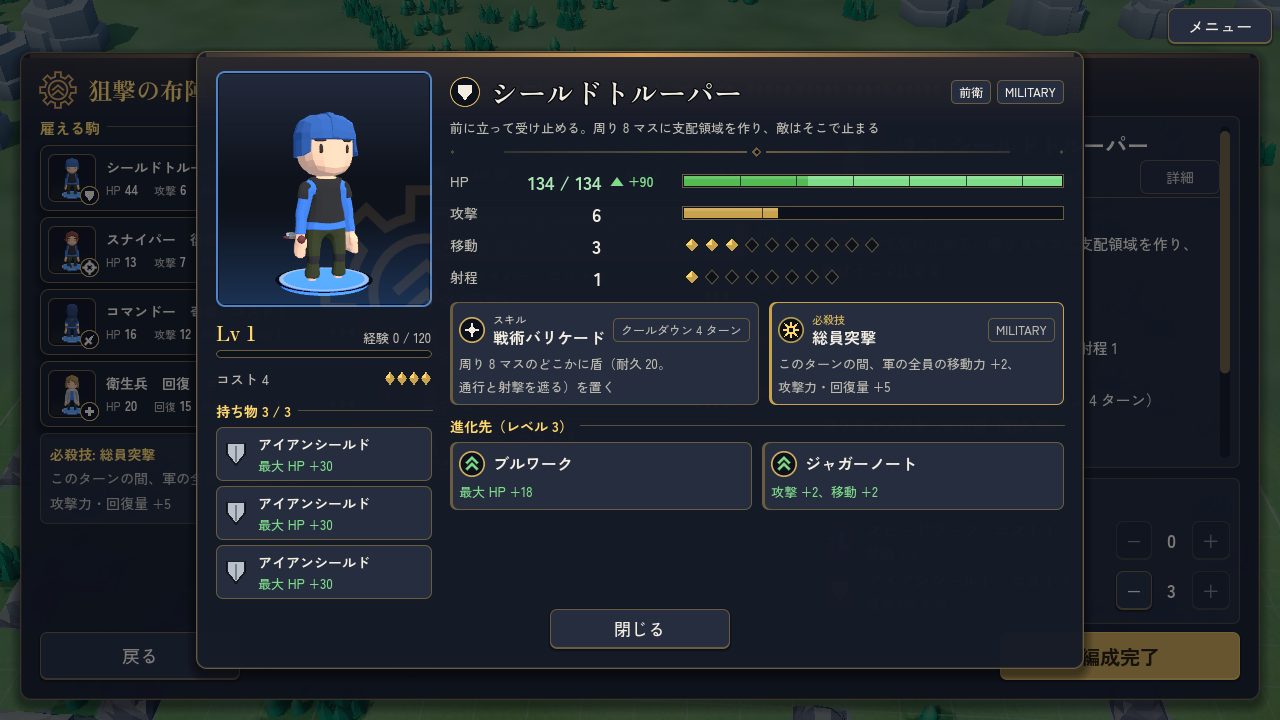 メニュー
狙撃の布陣
雇える駒
シールドトルー
HP 44 攻撃 6
スナイパー
HP 13 攻撃 7
コマンドー
HP 16 攻撃 12
衛生兵 回復
HP 20 回復 15
必殺技: 総員突撃
このターンの間、軍の全
攻撃力・回復量 +5
戻る
シールドトルーパー
前衛
MILITARY
前に立って受け止める。周り 8 マスに支配領域を作り、敵はそこで止まる
HP 134 / 134 ▲ +90
攻撃 6
移動 3
射程 1
Lv 1
経験 0 / 120
コスト 4
持ち物 3 / 3
アイアンシールド
最大 HP +30
アイアンシールド
最大 HP +30
アイアンシールド
最大 HP +30
スキル
戦術バリケード
クールダウン 4 ターン
周り 8 マスのどこかに盾（耐久 20。
通行と射撃を遮る）を置く
必殺技
総員突撃
MILITARY
このターンの間、軍の全員の移動力 +2、
攻撃力・回復量 +5
進化先（レベル 3）
ブルワーク
最大 HP +18
ジャガーノート
攻撃 +2、移動 +2
閉じる
ーパー
詳細
支配領域を作り、
射程 1
4 ターン）
0
3
編成完了